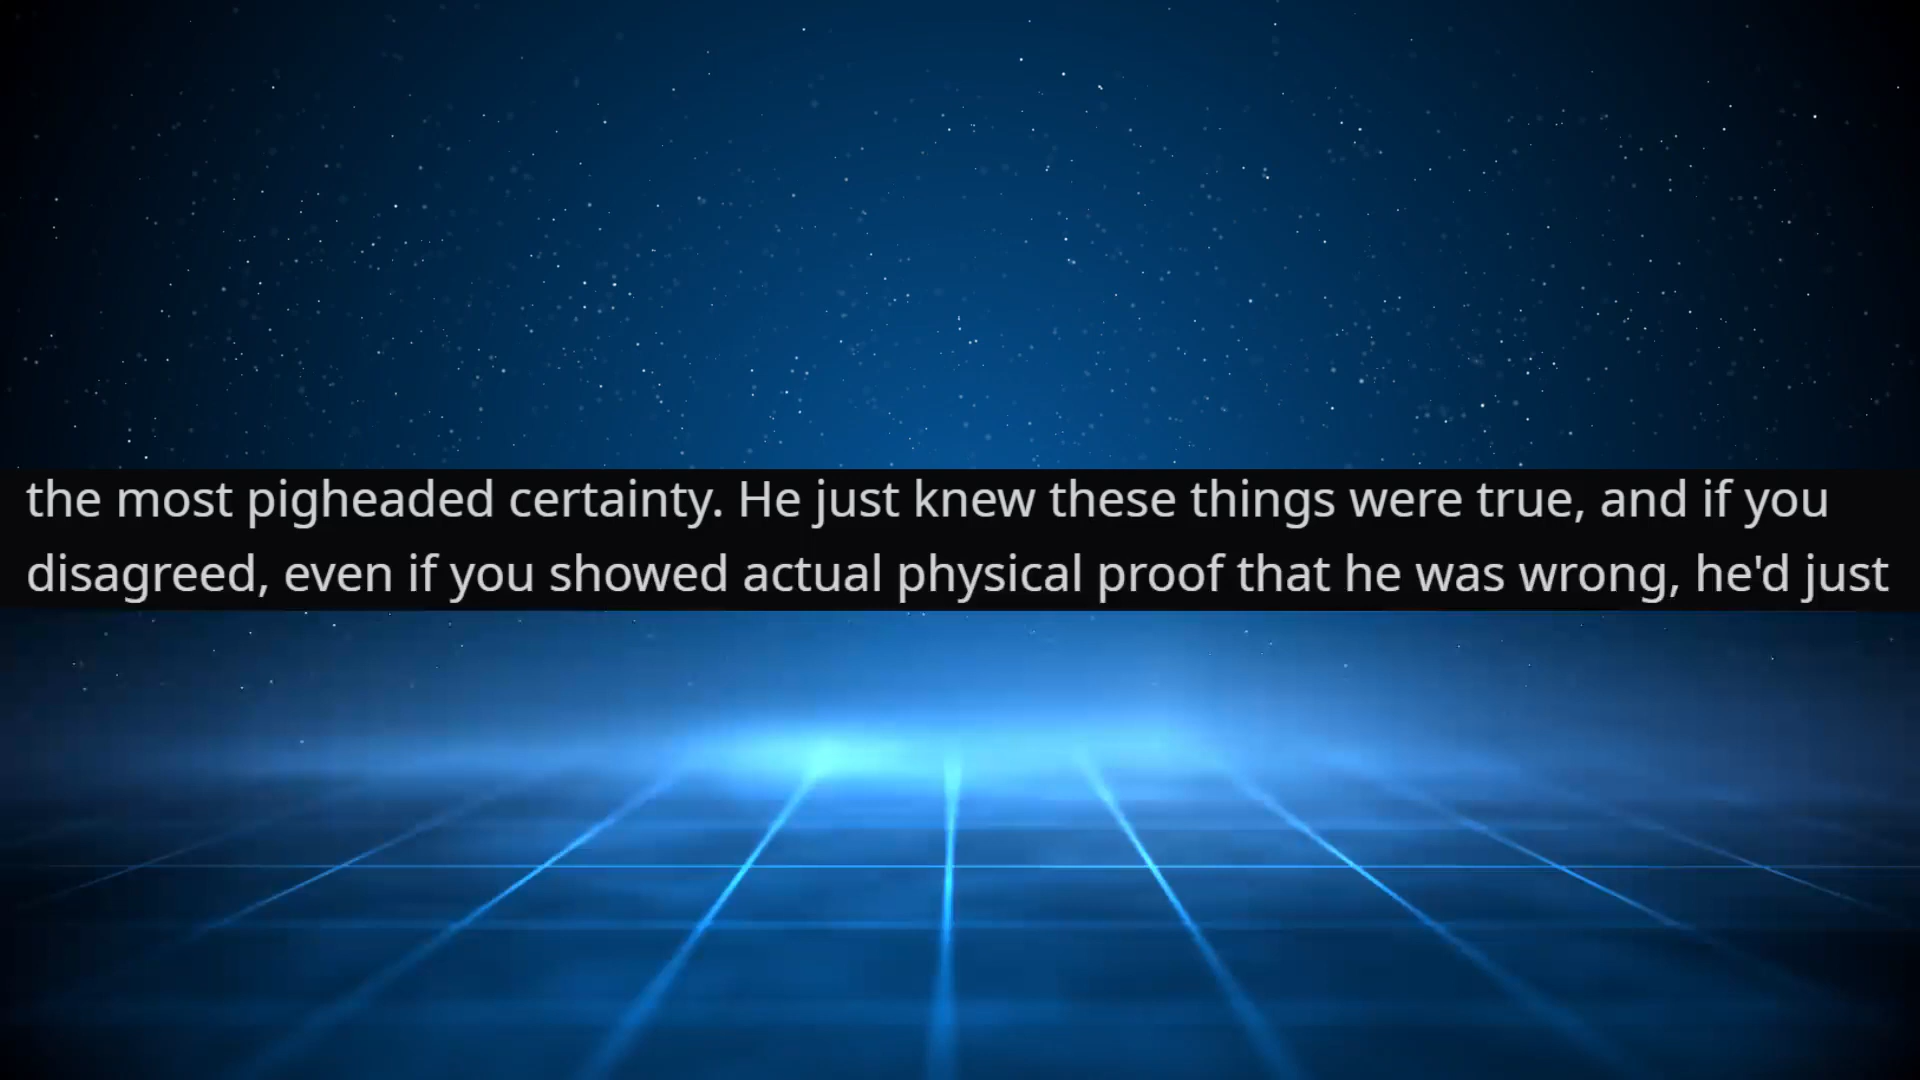 the most pigheaded certainty. He just knew these things were true, and if you
disagreed, even if you showed actual physical proof that he was wrong, he'd just